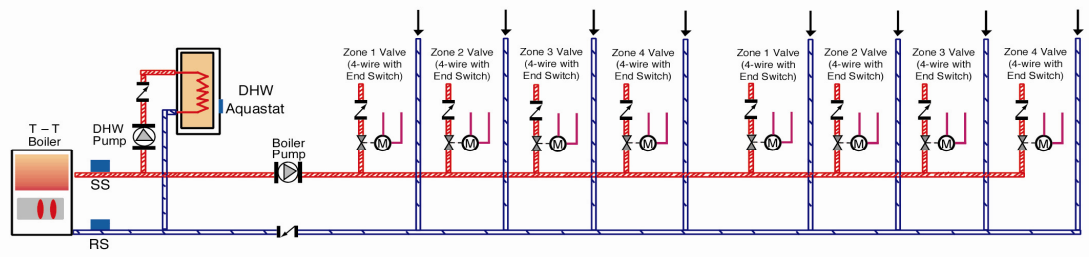 Zone 1 Valve
(4-wire with
End Switch)
Zone 2 Valve
(4-wire with
End Switch)
Zone 3 Valve
(4-wire with
End Switch)
Zone 4 Valve
(4-wire with
End Switch)
Zone 1 Valve
(4-wire with
End Switch)
Zone 2 Valve
(4-wire with
End Switch)
Zone 3 Valve
(4-wire with
End Switch)
Zone 4 Valve
(4-wire with
End Switch)
DHW
Aquastat
T – T
Boiler
DHW
Pump
Boiler
Pump
M
M
M
M
M
M
M
M
SS
RS